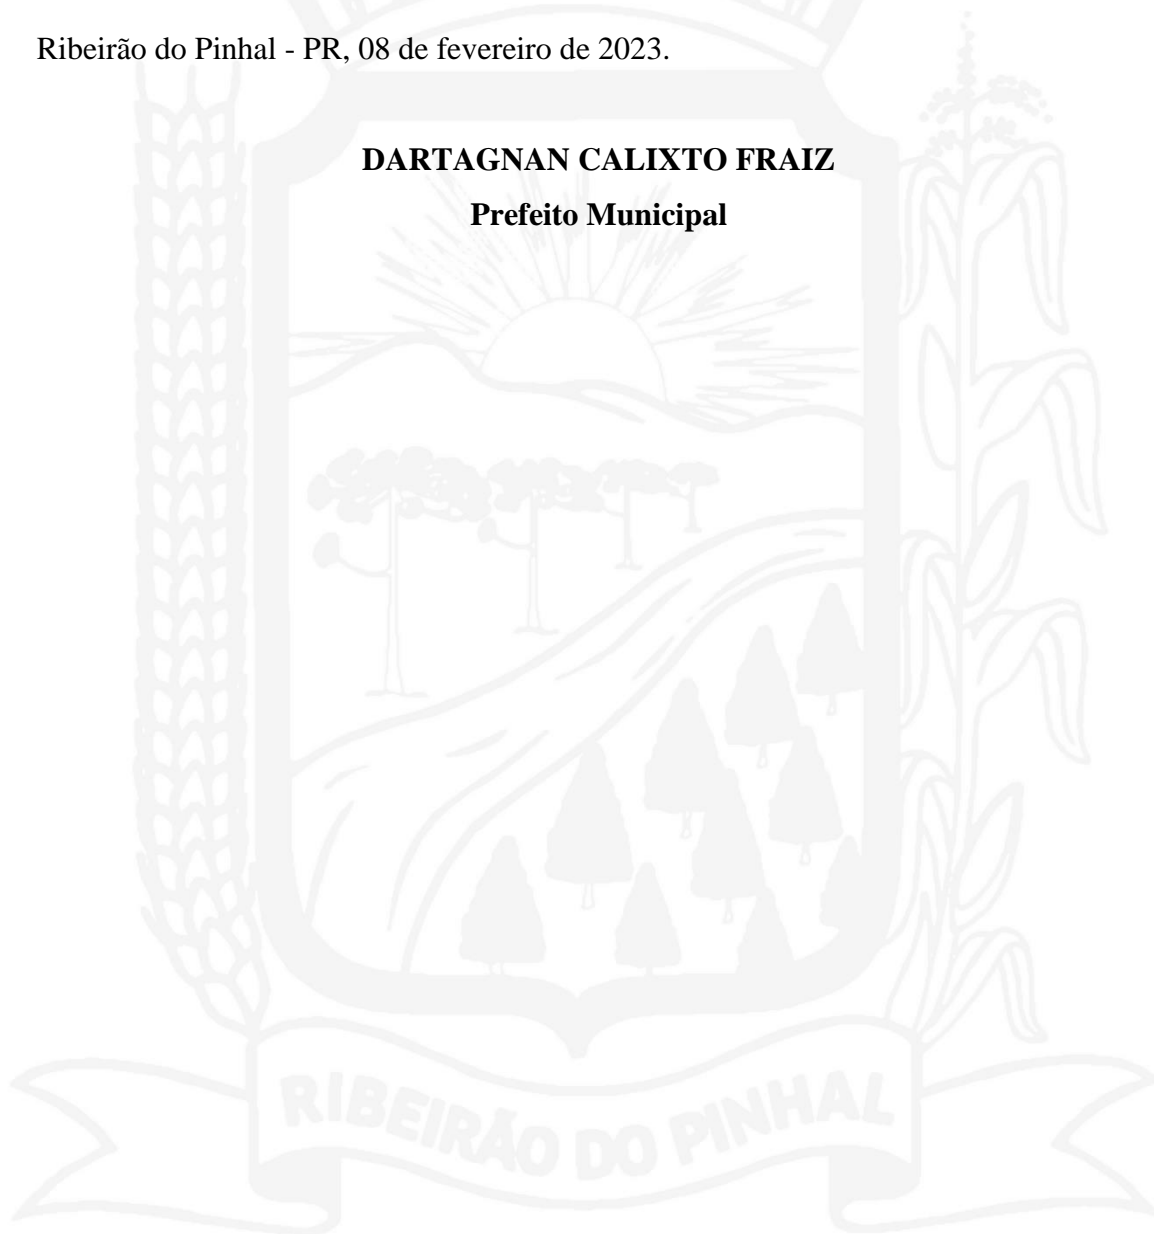 Ribeirão do Pinhal - PR, 08 de fevereiro de 2023.
DARTAGNAN CALIXTO FRAIZ
Prefeito Municipal
RIBEIRÃO DO PINHAL